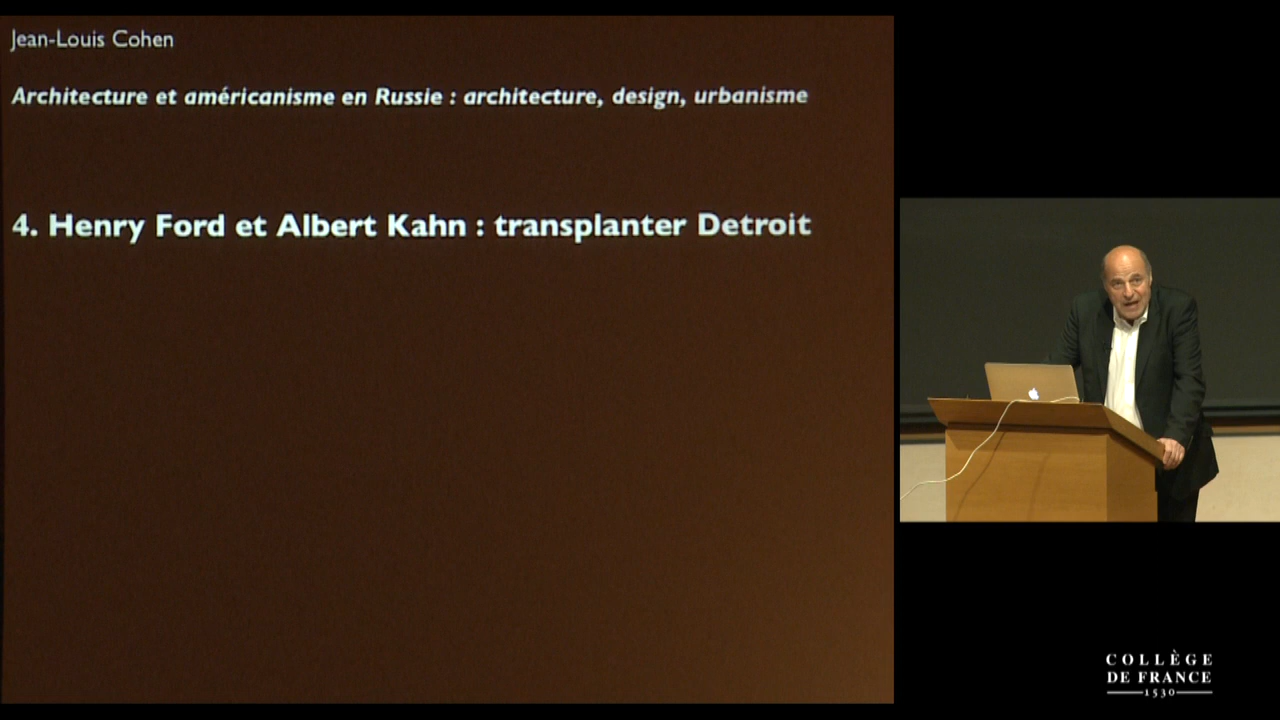 Jean-Louis Cohen
Architecture et américanisme en Russie : architecture, design, urbanisme
4. Henry Ford et Albert Kahn : transplanter Detroit
COLLÈGE
DE FRANCE
1530